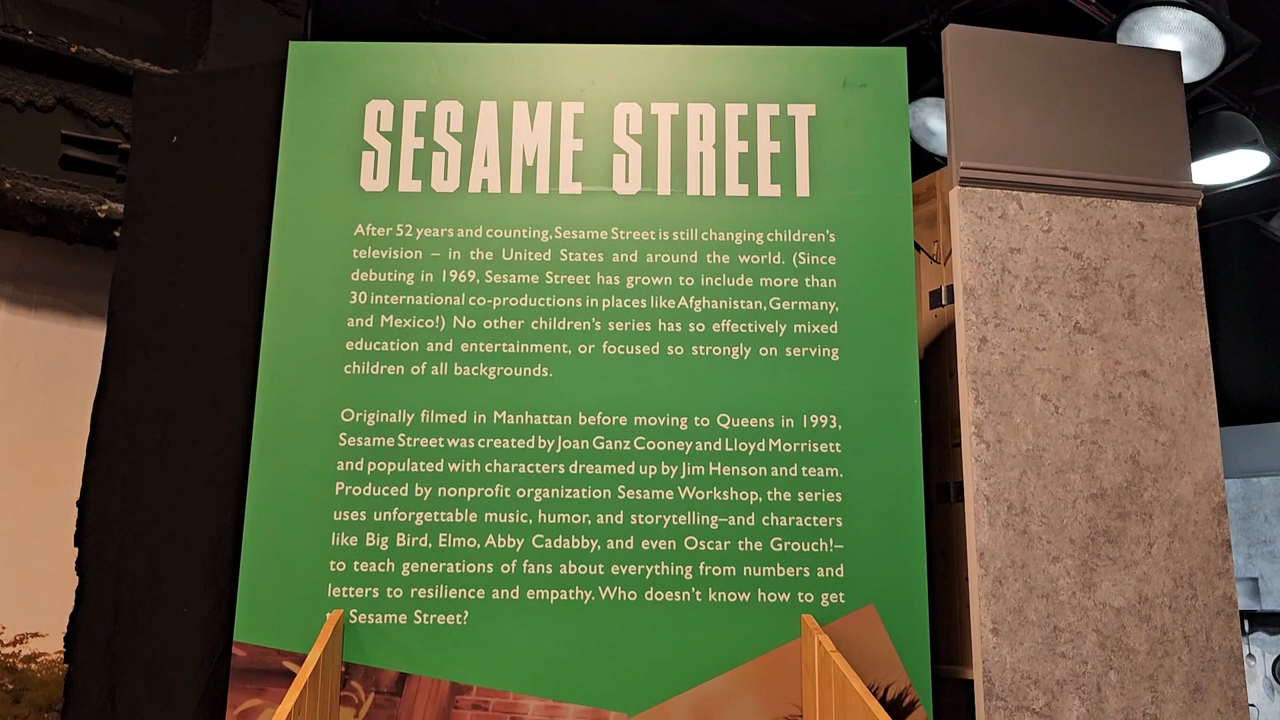 SESAME STREET
After 52 years and counting, Sesame Street is still changing children's
television – in the United States and around the world. (Since
debuting in 1969, Sesame Street has grown to include more than
30 international co-productions in places like Afghanistan, Germany,
and Mexico!) No other children's series has so effectively mixed
education and entertainment, or focused so strongly on serving
children of all backgrounds.
Originally filmed in Manhattan before moving to Queens in 1993,
Sesame Street was created by Joan Ganz Cooney and Lloyd Morrisett
and populated with characters dreamed up by Jim Henson and team.
Produced by nonprofit organization Sesame Workshop, the series
uses unforgettable music, humor, and storytelling–and characters
like Big Bird, Elmo, Abby Cadabby, and even Oscar the Grouch!–
to teach generations of fans about everything from numbers and
letters to resilience and empathy. Who doesn't know how to get
Sesame Street?